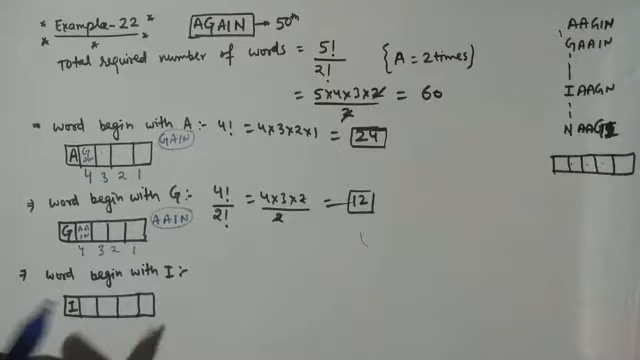 * Example-22 * AGAIN → 50th
* * *
Total required number of words = 5!/2! {A = 2 times}
= 5×4×3×2/2 = 60
⇒ Word begin with A :- 4! = 4×3×2×1 = 24
GAIN
A
4 3 2 1
⇒ Word begin with G :- 4!/2! = 4×3×2/2 = 12
AAIN
G AA IN
4 3 2 1
⇒ Word begin with I :-
I
AAGIN
GAAIN
IAAGN
NAAGI